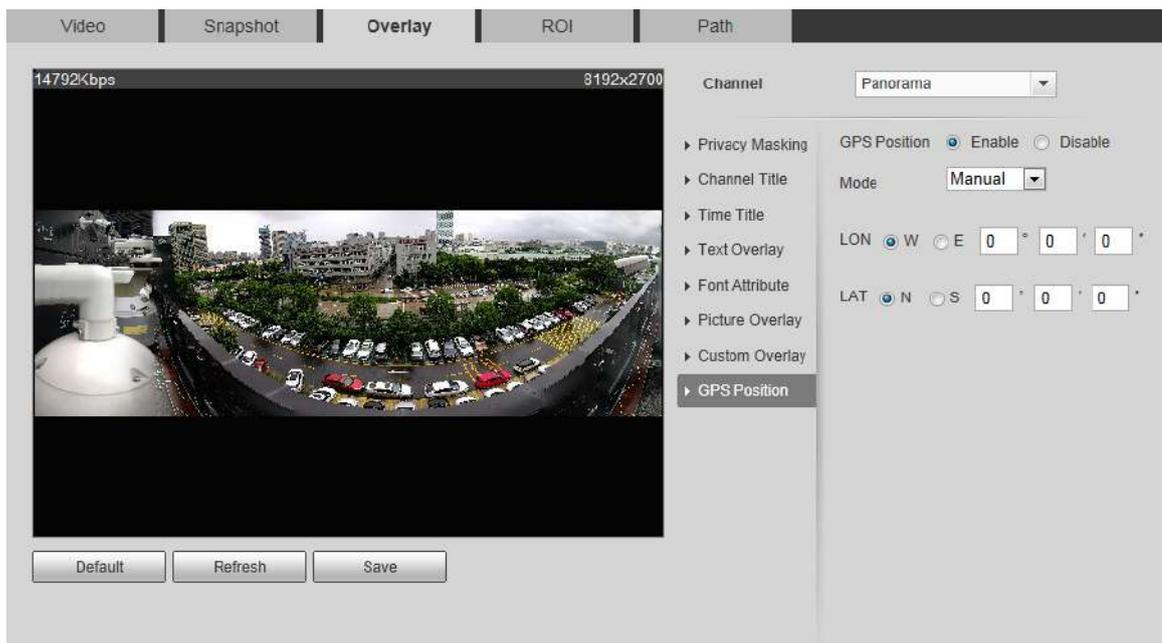 Video Snapshot Overlay ROI Path
14792Kbps 8192x2700
Channel Panorama
Privacy Masking
Channel Title
Time Title
Text Overlay
Font Attribute
Picture Overlay
Custom Overlay
GPS Position
GPS Position Enable Disable
Mode Manual
LON W E 0 ° 0 ' 0 "
LAT N S 0 ° 0 ' 0 "
Default Refresh Save